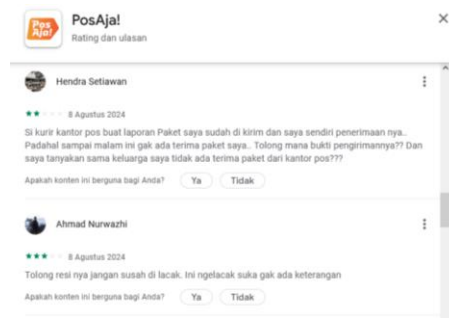 Pos
Aja!
PosAja!
Rating dan ulasan
Hendra Setiawan
8 Agustus 2024
Si kurir kantor pos buat laporan Paket saya sudah di kirim dan saya sendiri penerimaan nya..
Padahal sampai malam ini gak ada terima paket saya.. Tolong mana bukti pengirimannya?? Dan
saya tanyakan sama keluarga saya tidak ada terima paket dari kantor pos???
Apakah konten ini berguna bagi Anda? Ya Tidak
Ahmad Nurwazhi
8 Agustus 2024
Tolong resi nya jangan susah di lacak. Ini ngelacak suka gak ada keterangan
Apakah konten ini berguna bagi Anda? Ya Tidak